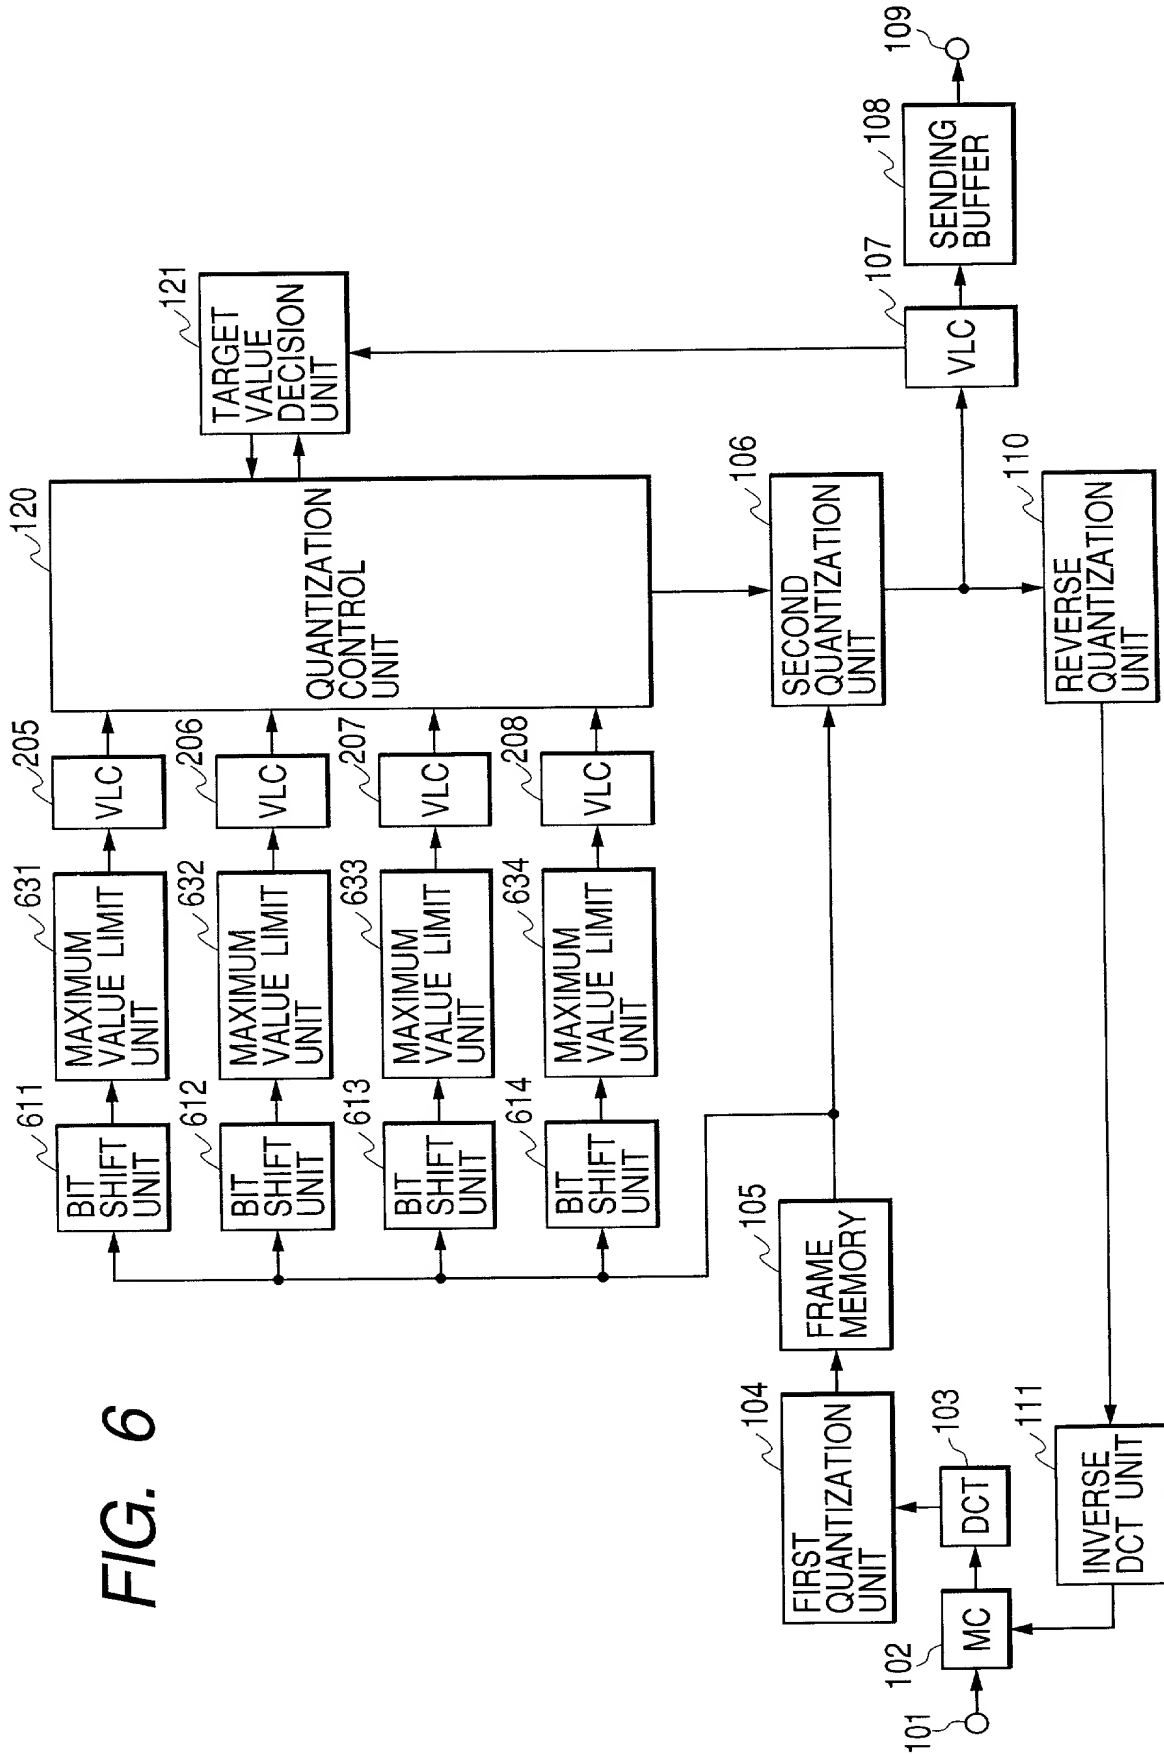 FIG. 6
611
BIT
SHIFT
UNIT
631
MAXIMUM
VALUE LIMIT
UNIT
205
VLC
612
BIT
SHIFT
UNIT
632
MAXIMUM
VALUE LIMIT
UNIT
206
VLC
613
BIT
SHIFT
UNIT
633
MAXIMUM
VALUE LIMIT
UNIT
207
VLC
614
BIT
SHIFT
UNIT
634
MAXIMUM
VALUE LIMIT
UNIT
208
VLC
120
QUANTIZATION
CONTROL
UNIT
121
TARGET
VALUE
DECISION
UNIT
101
102
MC
103
DCT
104
FIRST
QUANTIZATION
UNIT
105
FRAME
MEMORY
106
SECOND
QUANTIZATION
UNIT
107
VLC
108
SENDING
BUFFER
109
110
REVERSE
QUANTIZATION
UNIT
111
INVERSE
DCT UNIT